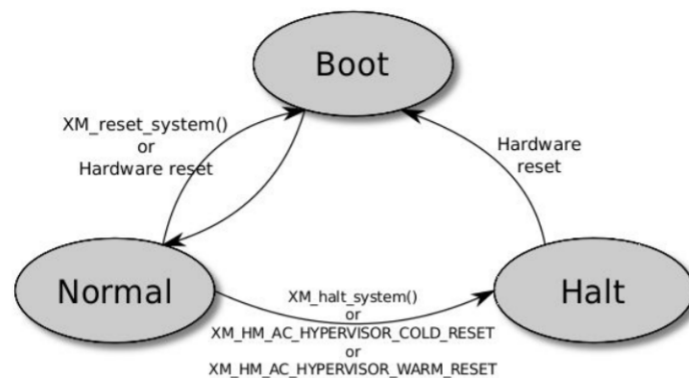 Boot
XM_reset_system()
or
Hardware reset
Hardware
reset
Normal
XM_halt_system()
or
XM_HM_AC_HYPERVISOR_COLD_RESET
or
XM_HM_AC_HYPERVISOR_WARM_RESET
Halt